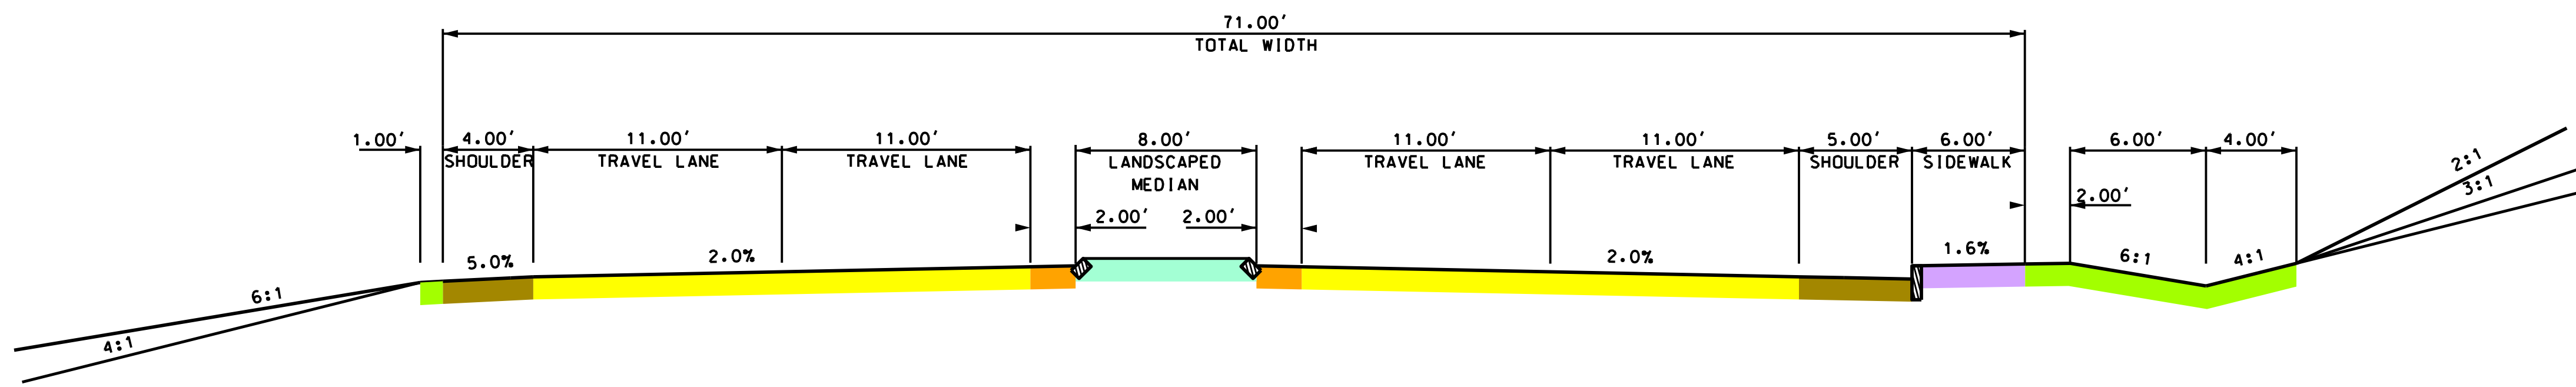 71.00'
TOTAL WIDTH
1.00' 4.00' 11.00' 11.00' 8.00' 11.00' 11.00' 5.00' 6.00' 6.00' 4.00'
SHOULDER TRAVEL LANE TRAVEL LANE LANDSCAPED TRAVEL LANE TRAVEL LANE SHOULDER SIDEWALK 2:1
MEDIAN 3:1
2.00' 2.00' 2.00'
5.0% 2.0% 2.0% 1.6% 6:1 4:1
6:1
4:1